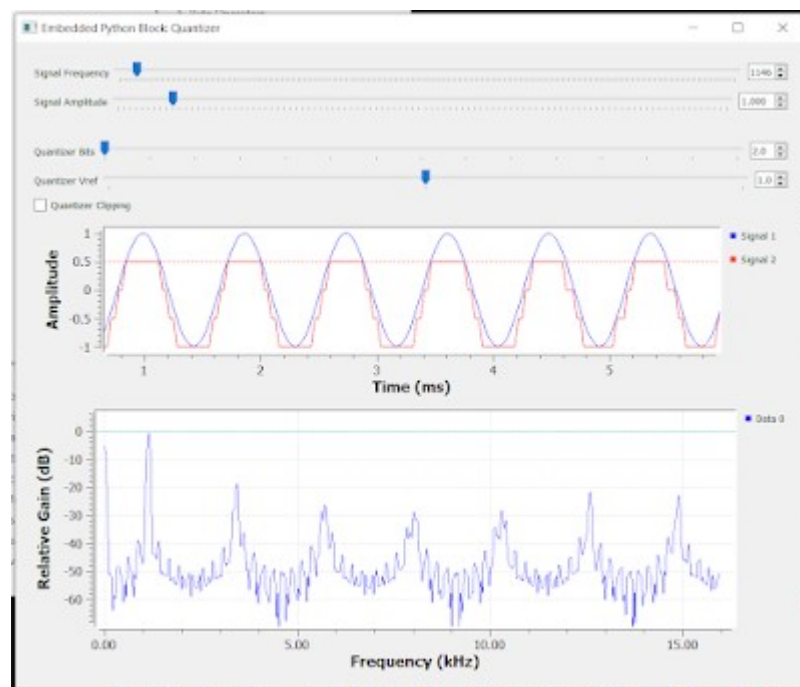 Embedded Python Block: Quantizer
Signal Frequency 1146
Signal Amplitude 1.000
Quantizer Bits 2.0
Quantizer Vref 1.0
Quantizer Clipping
Amplitude
1
0.5
0
-0.5
-1
Signal 1
Signal 2
1 2 3 4 5
Time (ms)
Relative Gain (dB)
0
-10
-20
-30
-40
-50
-60
Data 0
0.00 5.00 10.00 15.00
Frequency (kHz)